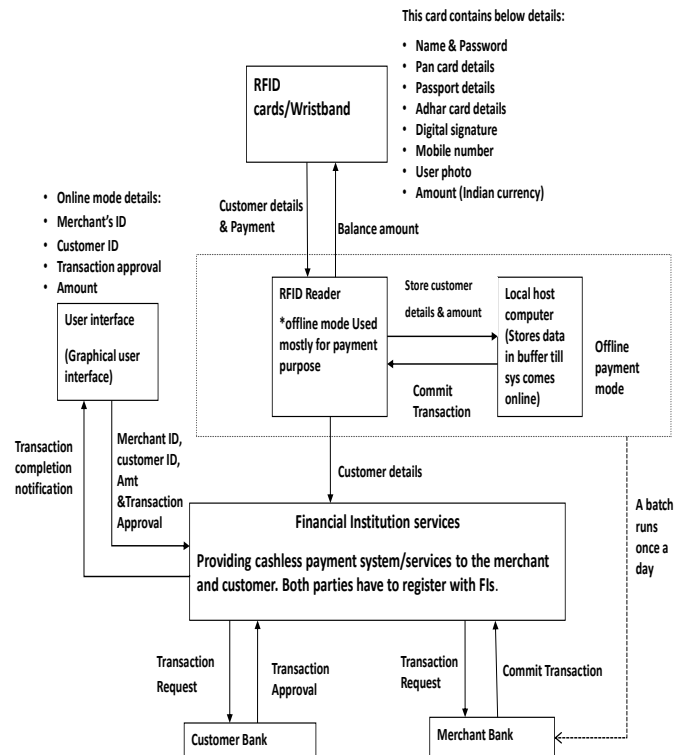 This card contains below details:
• Name & Password
• Pan card details
• Passport details
• Adhar card details
• Digital signature
• Mobile number
• User photo
• Amount (Indian currency)
RFID
cards/Wristband
• Online mode details:
• Merchant's ID
• Customer ID
• Transaction approval
• Amount
Customer details
& Payment
Balance amount
User interface
(Graphical user
interface)
RFID Reader
*offline mode Used
mostly for payment
purpose
Store customer
details & amount
Commit
Transaction
Local host
computer
(Stores data
in buffer till
sys comes
online)
Offline
payment
mode
Transaction
completion
notification
Merchant ID,
customer ID,
Amt
&Transaction
Approval
Customer details
A batch
runs
once a
day
Financial Institution services
Providing cashless payment system/services to the merchant
and customer. Both parties have to register with FIs.
Transaction
Request
Transaction
Approval
Transaction
Request
Commit Transaction
Customer Bank
Merchant Bank